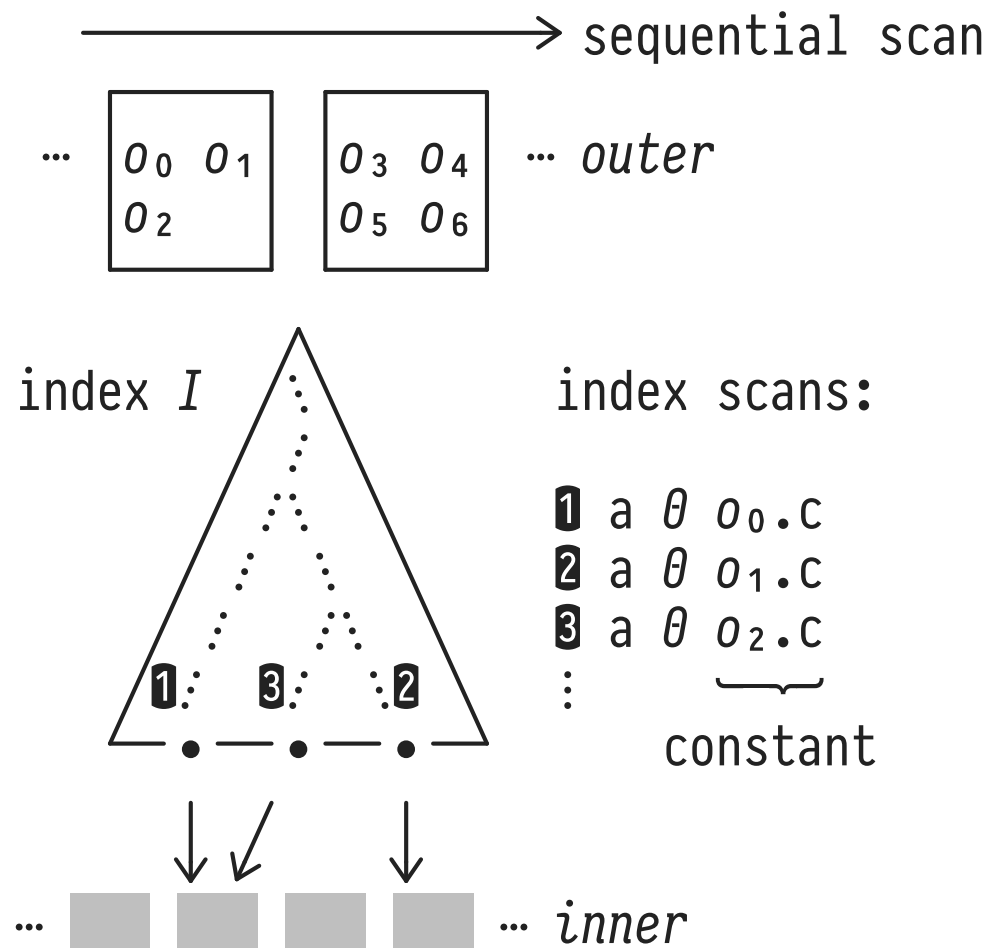 sequential scan
… o₀ o₁ o₃ o₄ … outer
o₂ o₅ o₆
index I index scans:
1 a θ o₀.c
2 a θ o₁.c
3 a θ o₂.c
1 3 2 ⋮
constant
… … inner